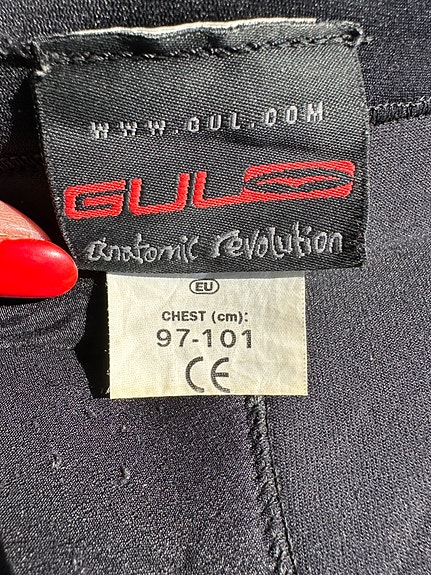 WWW.GUL.COM
GUL
anatomic revolution
EU
CHEST (cm):
97-101
CE